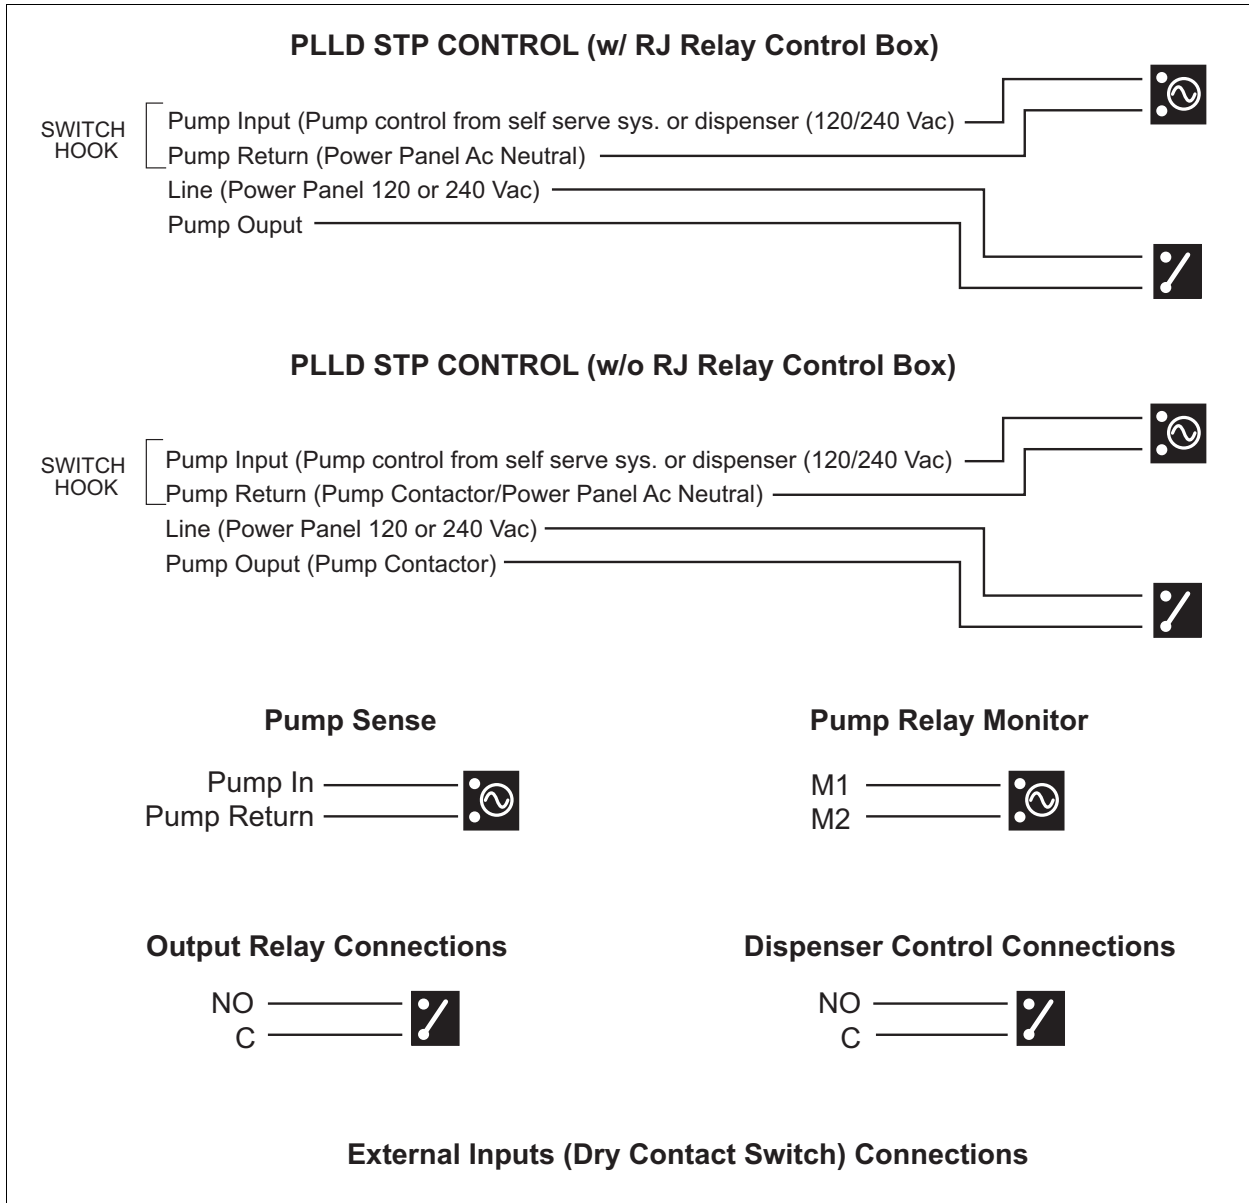 PLLD STP CONTROL (w/ RJ Relay Control Box)
SWITCH
HOOK
Pump Input (Pump control from self serve sys. or dispenser (120/240 Vac)
Pump Return (Power Panel Ac Neutral)
Line (Power Panel 120 or 240 Vac)
Pump Ouput
PLLD STP CONTROL (w/o RJ Relay Control Box)
SWITCH
HOOK
Pump Input (Pump control from self serve sys. or dispenser (120/240 Vac)
Pump Return (Pump Contactor/Power Panel Ac Neutral)
Line (Power Panel 120 or 240 Vac)
Pump Ouput (Pump Contactor)
Pump Sense
Pump In
Pump Return
Pump Relay Monitor
M1
M2
Output Relay Connections
NO
C
Dispenser Control Connections
NO
C
External Inputs (Dry Contact Switch) Connections